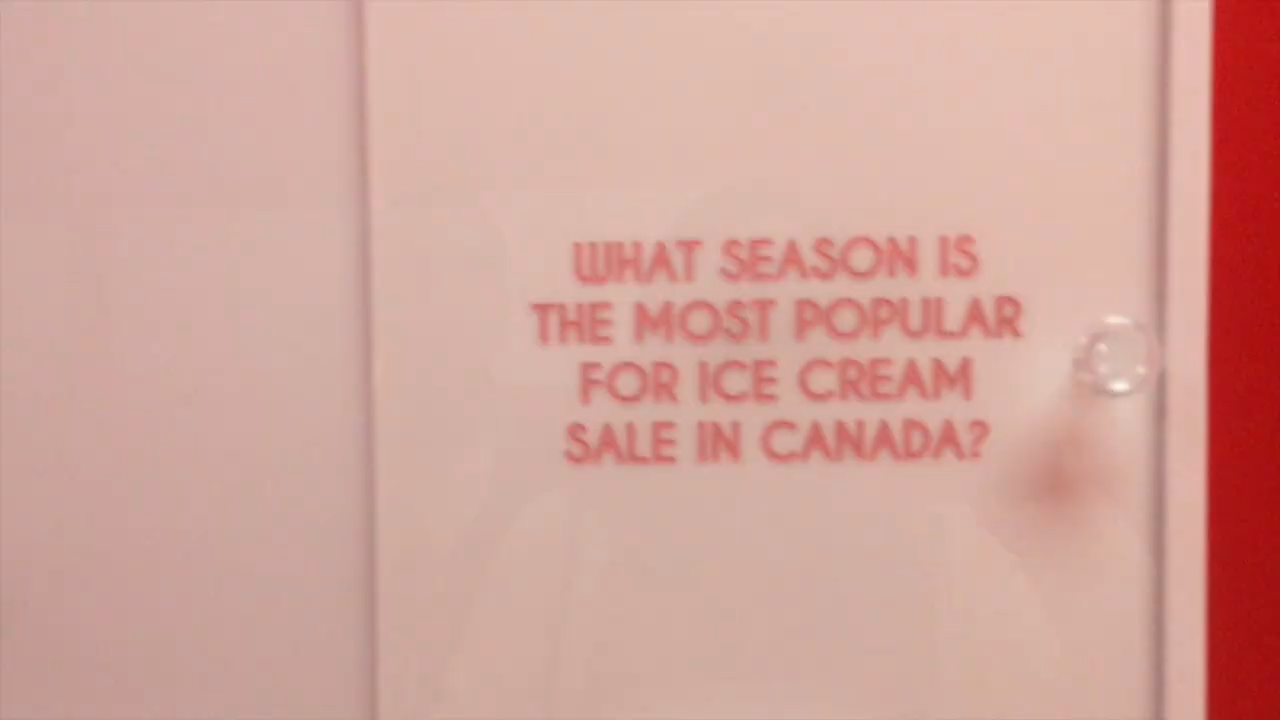 WHAT SEASON IS
THE MOST POPULAR
FOR ICE CREAM
SALE IN CANADA?